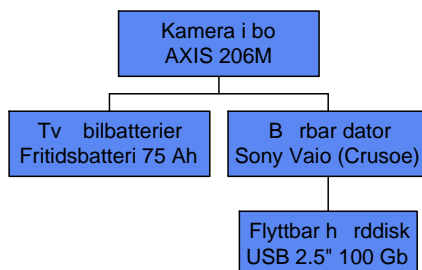 Kamera i bo
AXIS 206M
Tv bilbatterier
Fritidsbatteri 75 Ah
B rbar dator
Sony Vaio (Crusoe)
Flyttbar h rddisk
USB 2.5" 100 Gb